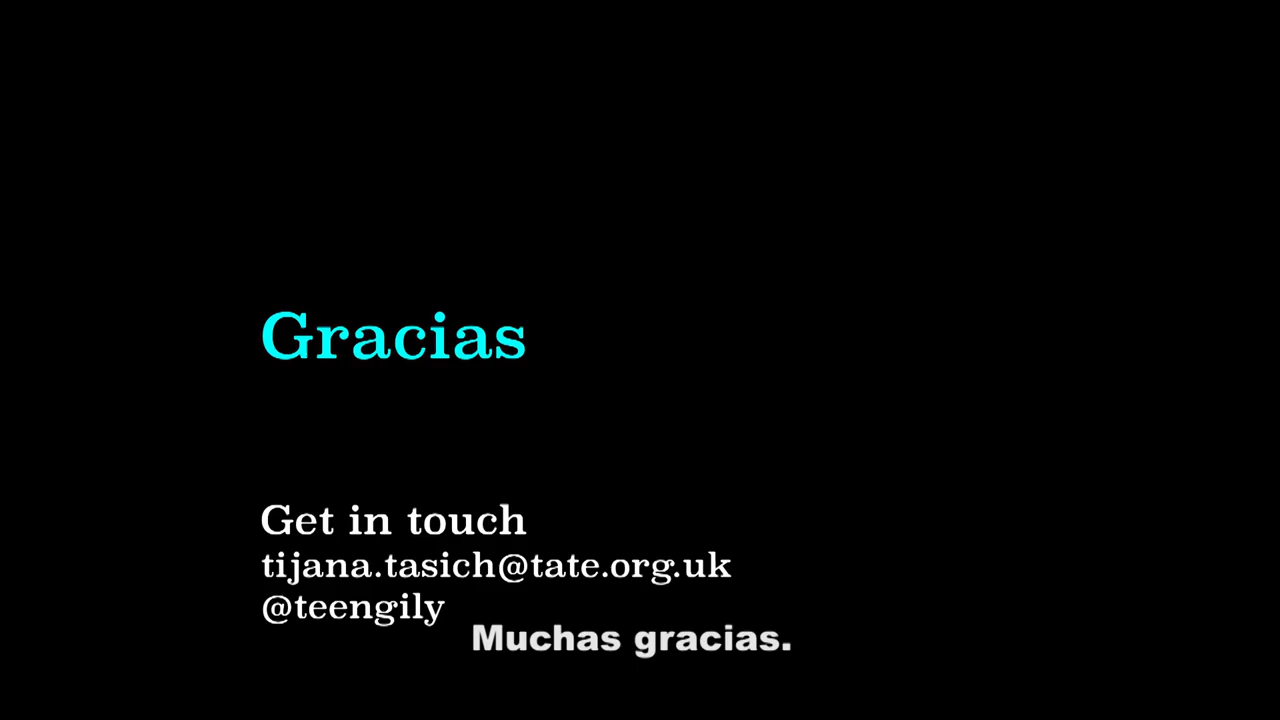 Gracias
Get in touch
tijana.tasich@tate.org.uk
@teengily
Muchas gracias.